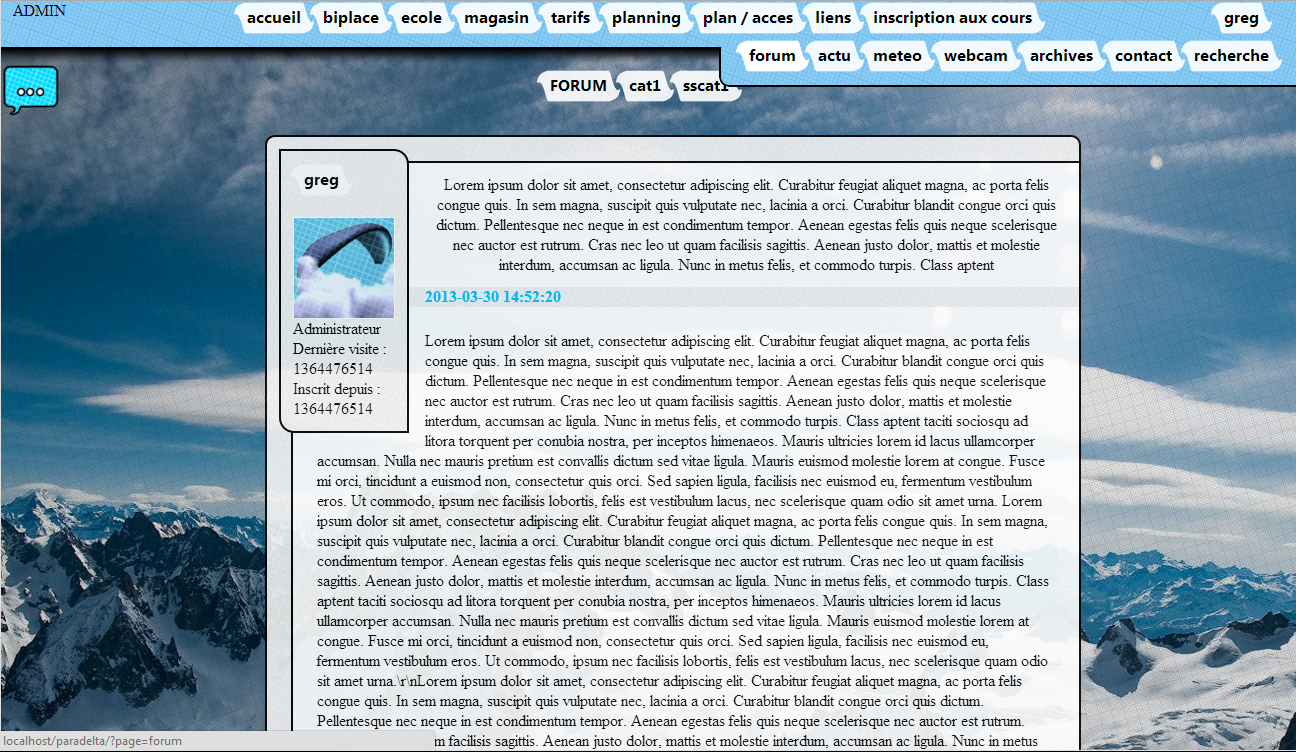 ADMIN
accueil biplace ecole magasin tarifs planning plan / acces liens inscription aux cours greg
forum actu meteo webcam archives contact recherche
FORUM cat1 sscat1
greg
Administrateur
Dernière visite :
1364476514
Inscrit depuis :
1364476514
Lorem ipsum dolor sit amet, consectetur adipiscing elit. Curabitur feugiat aliquet magna, ac porta felis
congue quis. In sem magna, suscipit quis vulputate nec, lacinia a orci. Curabitur blandit congue orci quis
dictum. Pellentesque nec neque in est condimentum tempor. Aenean egestas felis quis neque scelerisque
nec auctor est rutrum. Cras nec leo ut quam facilisis sagittis. Aenean justo dolor, mattis et molestie
interdum, accumsan ac ligula. Nunc in metus felis, et commodo turpis. Class aptent
2013-03-30 14:52:20
Lorem ipsum dolor sit amet, consectetur adipiscing elit. Curabitur feugiat aliquet magna, ac porta felis
congue quis. In sem magna, suscipit quis vulputate nec, lacinia a orci. Curabitur blandit congue orci quis
dictum. Pellentesque nec neque in est condimentum tempor. Aenean egestas felis quis neque scelerisque
nec auctor est rutrum. Cras nec leo ut quam facilisis sagittis. Aenean justo dolor, mattis et molestie
interdum, accumsan ac ligula. Nunc in metus felis, et commodo turpis. Class aptent taciti sociosqu ad
litora torquent per conubia nostra, per inceptos himenaeos. Mauris ultricies lorem id lacus ullamcorper
accumsan. Nulla nec mauris pretium est convallis dictum sed vitae ligula. Mauris euismod molestie lorem at congue. Fusce
mi orci, tincidunt a euismod non, consectetur quis orci. Sed sapien ligula, facilisis nec euismod eu, fermentum vestibulum
eros. Ut commodo, ipsum nec facilisis lobortis, felis est vestibulum lacus, nec scelerisque quam odio sit amet urna. Lorem
ipsum dolor sit amet, consectetur adipiscing elit. Curabitur feugiat aliquet magna, ac porta felis congue quis. In sem magna,
suscipit quis vulputate nec, lacinia a orci. Curabitur blandit congue orci quis dictum. Pellentesque nec neque in est
condimentum tempor. Aenean egestas felis quis neque scelerisque nec auctor est rutrum. Cras nec leo ut quam facilisis
sagittis. Aenean justo dolor, mattis et molestie interdum, accumsan ac ligula. Nunc in metus felis, et commodo turpis. Class
aptent taciti sociosqu ad litora torquent per conubia nostra, per inceptos himenaeos. Mauris ultricies lorem id lacus
ullamcorper accumsan. Nulla nec mauris pretium est convallis dictum sed vitae ligula. Mauris euismod molestie lorem at
congue. Fusce mi orci, tincidunt a euismod non, consectetur quis orci. Sed sapien ligula, facilisis nec euismod eu,
fermentum vestibulum eros. Ut commodo, ipsum nec facilisis lobortis, felis est vestibulum lacus, nec scelerisque quam odio
sit amet urna.\r\nLorem ipsum dolor sit amet, consectetur adipiscing elit. Curabitur feugiat aliquet magna, ac porta felis
congue quis. In sem magna, suscipit quis vulputate nec, lacinia a orci. Curabitur blandit congue orci quis dictum.
Pellentesque nec neque in est condimentum tempor. Aenean egestas felis quis neque scelerisque nec auctor est rutrum.
m facilisis sagittis. Aenean justo dolor, mattis et molestie interdum, accumsan ac ligula. Nunc in metus
localhost/paradelta/?page=forum